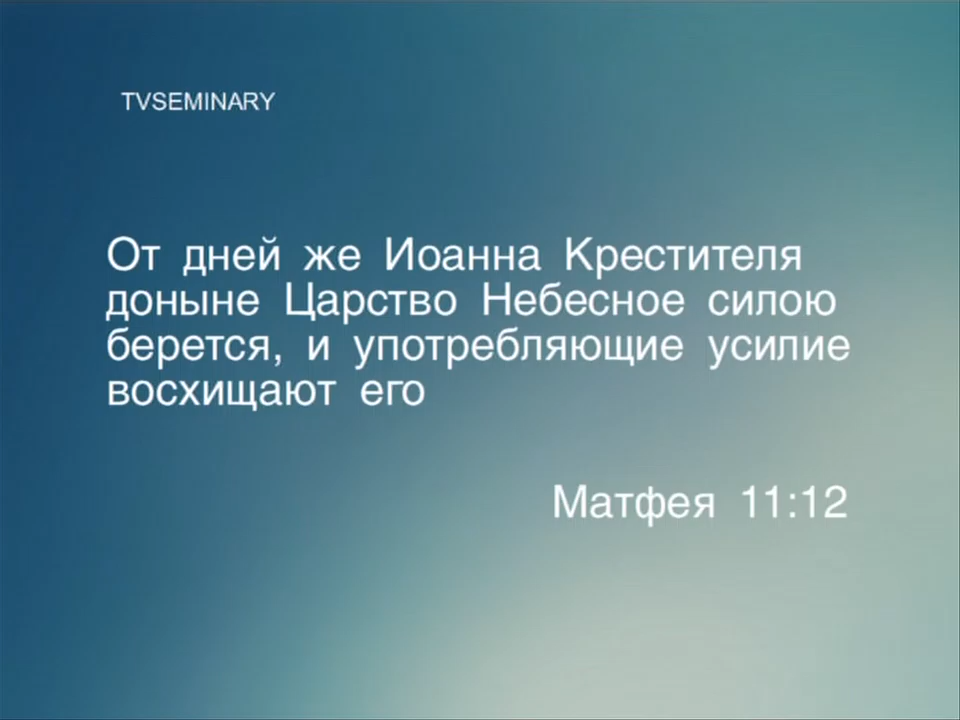 TVSEMINARY
От дней же Иоанна Крестителя
доныне Царство Небесное силою
берется, и употребляющие усилие
восхищают его
Матфея 11:12